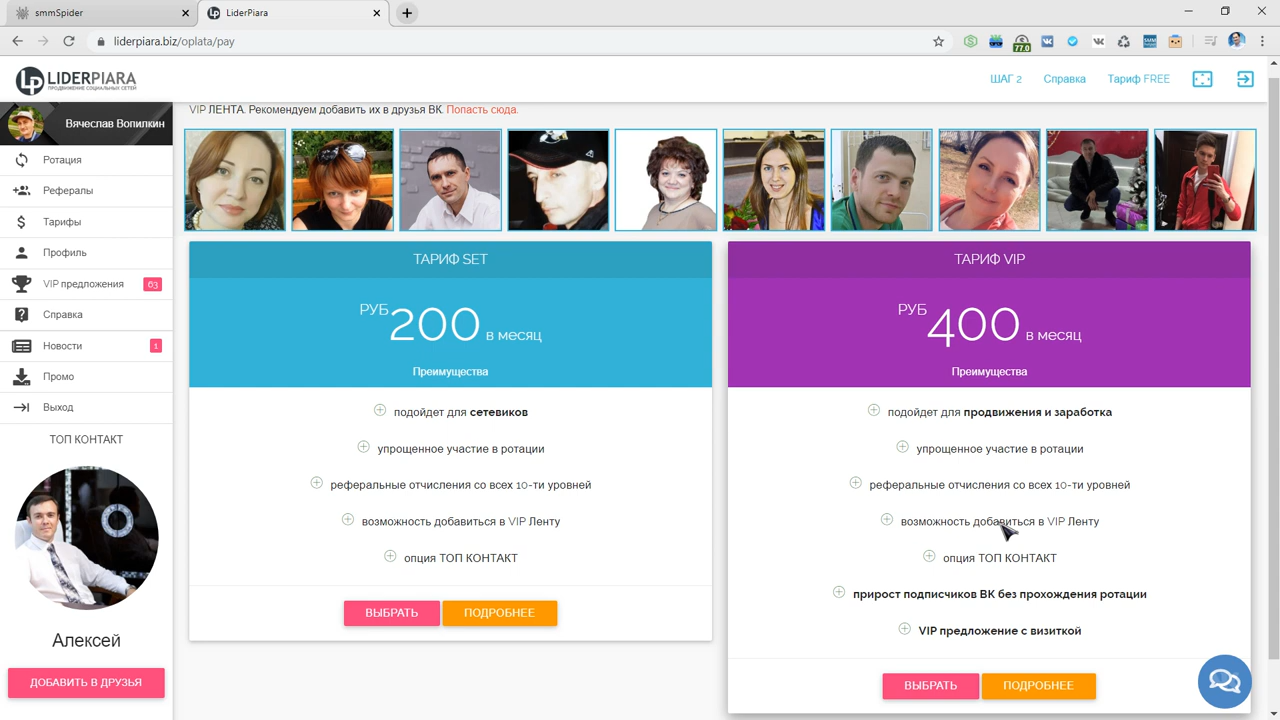 smmSpider
LiderPiara
liderpiara.biz/oplata/pay
77.0
LIDERPIARA
ПРОДВИЖЕНИЕ СОЦИАЛЬНЫХ СЕТЕЙ
ШАГ 2
Справка
Тариф FREE
Вячеслав Вопилкин
Ротация
Рефералы
Тарифы
Профиль
VIP предложения 63
Справка
Новости 1
Промо
Выход
ТОП КОНТАКТ
Алексей
ДОБАВИТЬ В ДРУЗЬЯ
VIP ЛЕНТА. Рекомендуем добавить их в друзья ВК. Попасть сюда.
ТАРИФ SET
РУБ 200 в месяц
Преимущества
подойдет для сетевиков
упрощенное участие в ротации
реферальные отчисления со всех 10-ти уровней
возможность добавиться в VIP Ленту
опция ТОП КОНТАКТ
ВЫБРАТЬ ПОДРОБНЕЕ
ТАРИФ VIP
РУБ 400 в месяц
Преимущества
подойдет для продвижения и заработка
упрощенное участие в ротации
реферальные отчисления со всех 10-ти уровней
возможность добавиться в VIP Ленту
опция ТОП КОНТАКТ
прирост подписчиков ВК без прохождения ротации
VIP предложение с визиткой
ВЫБРАТЬ ПОДРОБНЕЕ